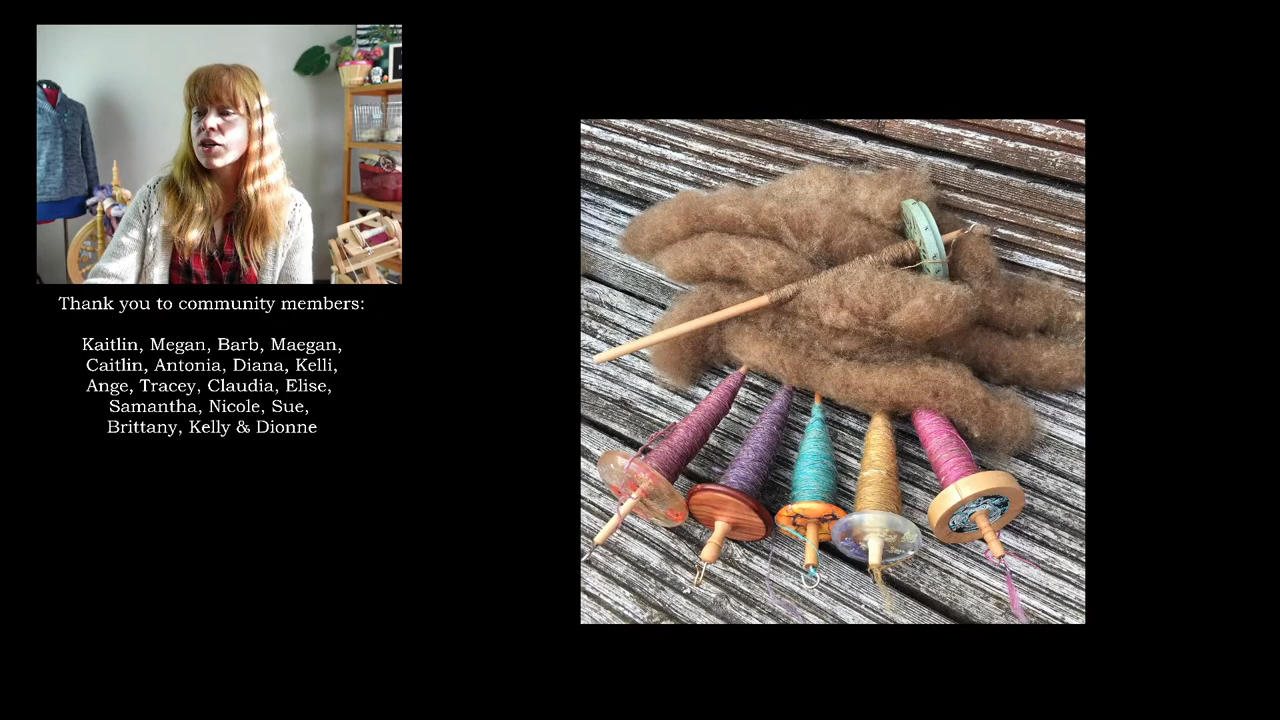 Thank you to community members:
Kaitlin, Megan, Barb, Maegan,
Caitlin, Antonia, Diana, Kelli,
Ange, Tracey, Claudia, Elise,
Samantha, Nicole, Sue,
Brittany, Kelly & Dionne